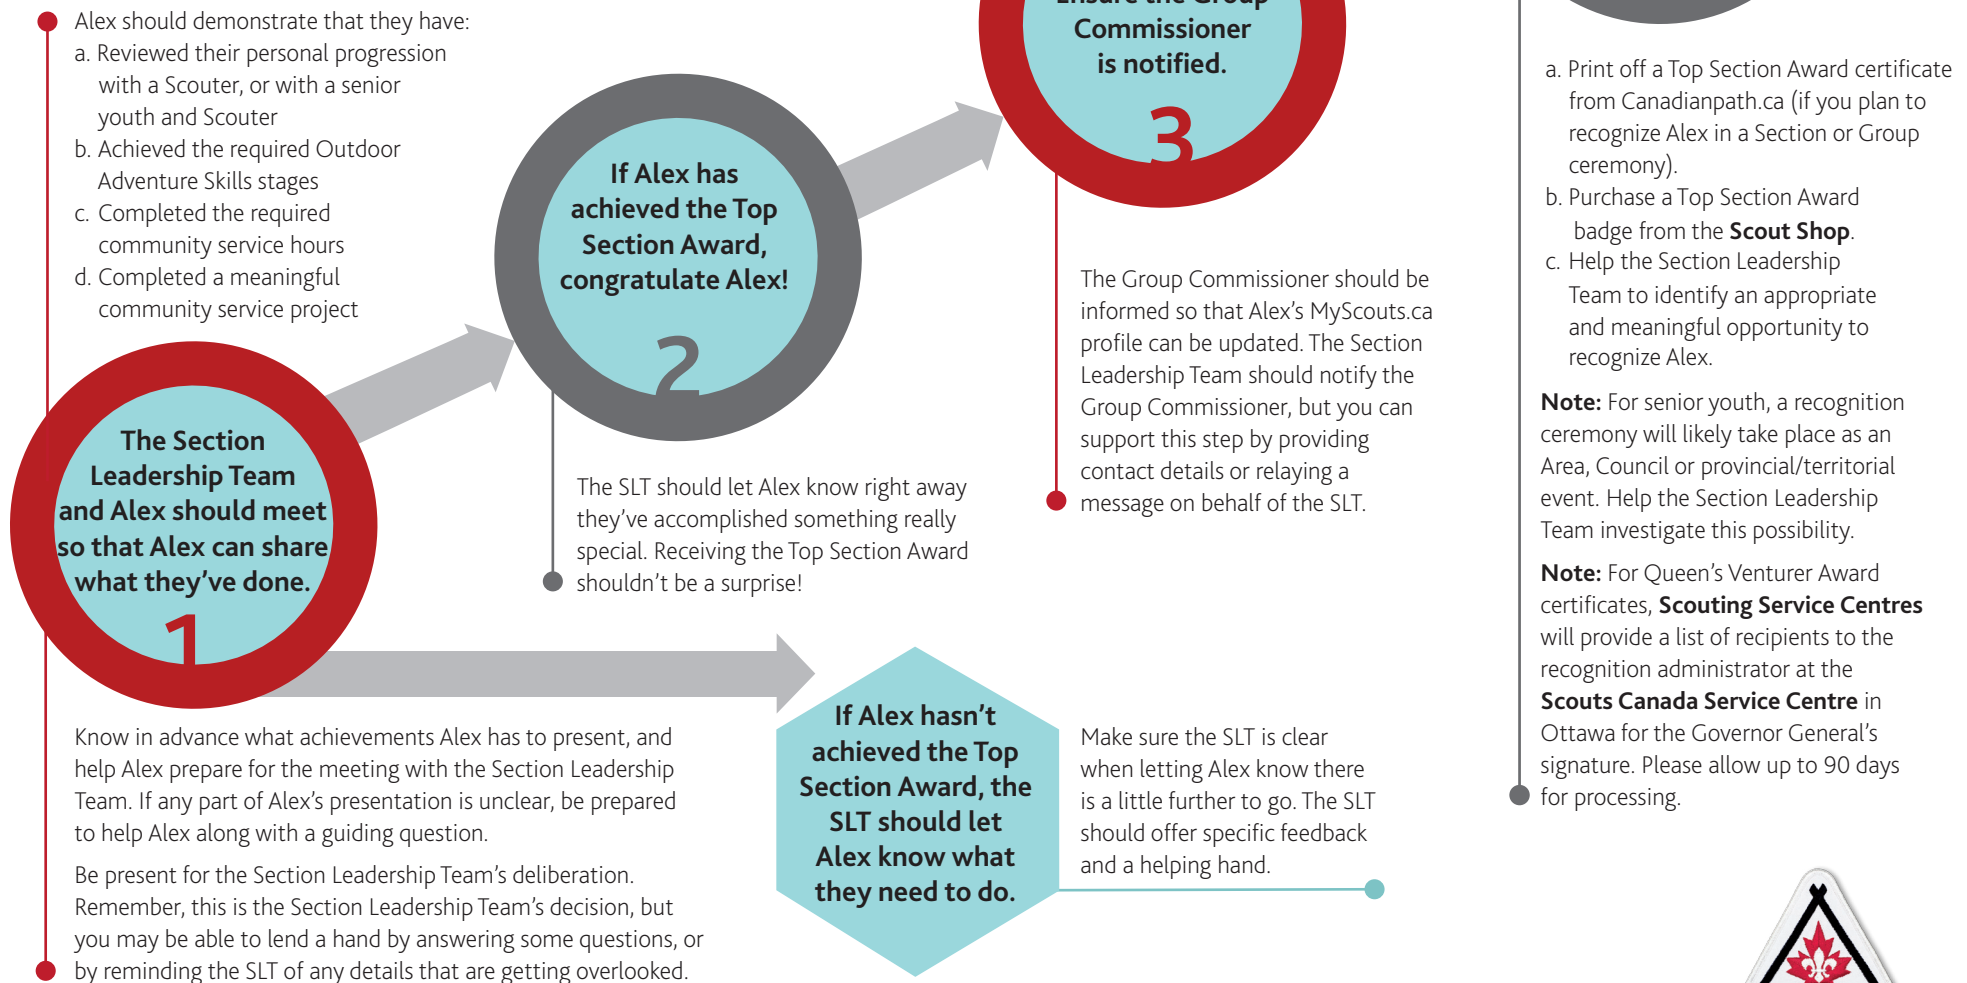 Alex should demonstrate that they have:
a. Reviewed their personal progression
with a Scouter, or with a senior
youth and Scouter
b. Achieved the required Outdoor
Adventure Skills stages
c. Completed the required
community service hours
d. Completed a meaningful
community service project
The Section
Leadership Team
and Alex should meet
so that Alex can share
what they've done.
1
Know in advance what achievements Alex has to present, and
help Alex prepare for the meeting with the Section Leadership
Team. If any part of Alex's presentation is unclear, be prepared
to help Alex along with a guiding question.
Be present for the Section Leadership Team's deliberation.
Remember, this is the Section Leadership Team's decision, but
you may be able to lend a hand by answering some questions, or
by reminding the SLT of any details that are getting overlooked.
If Alex has
achieved the Top
Section Award,
congratulate Alex!
2
The SLT should let Alex know right away
they've accomplished something really
special. Receiving the Top Section Award
shouldn't be a surprise!
If Alex hasn't
achieved the Top
Section Award, the
SLT should let
Alex know what
they need to do.
Make sure the SLT is clear
when letting Alex know there
is a little further to go. The SLT
should offer specific feedback
and a helping hand.
Ensure the Group
Commissioner
is notified.
3
The Group Commissioner should be
informed so that Alex's MyScouts.ca
profile can be updated. The Section
Leadership Team should notify the
Group Commissioner, but you can
support this step by providing
contact details or relaying a
message on behalf of the SLT.
a. Print off a Top Section Award certificate
from Canadianpath.ca (if you plan to
recognize Alex in a Section or Group
ceremony).
b. Purchase a Top Section Award
badge from the Scout Shop.
c. Help the Section Leadership
Team to identify an appropriate
and meaningful opportunity to
recognize Alex.
Note: For senior youth, a recognition
ceremony will likely take place as an
Area, Council or provincial/territorial
event. Help the Section Leadership
Team investigate this possibility.
Note: For Queen's Venturer Award
certificates, Scouting Service Centres
will provide a list of recipients to the
recognition administrator at the
Scouts Canada Service Centre in
Ottawa for the Governor General's
signature. Please allow up to 90 days
for processing.